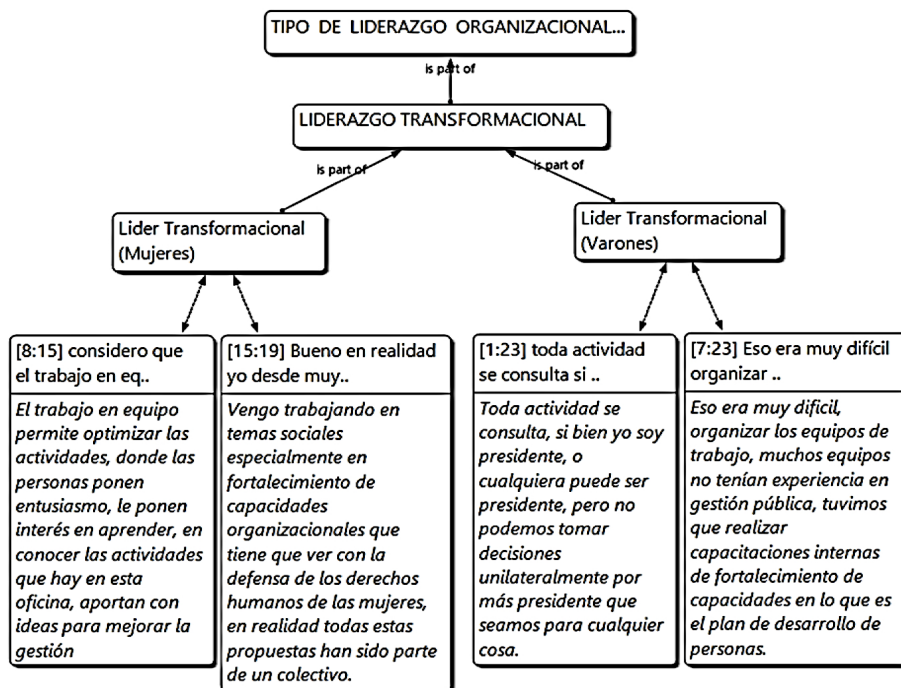 TIPO DE LIDERAZGO ORGANIZACIONAL...
is part of
LIDERAZGO TRANSFORMACIONAL
is part of
is part of
Lider Transformacional
(Mujeres)
Lider Transformacional
(Varones)
[8:15] considero que
el trabajo en eq..
El trabajo en equipo
permite optimizar las
actividades, donde las
personas ponen
entusiasmo, le ponen
interés en aprender, en
conocer las actividades
que hay en esta
oficina, aportan con
ideas para mejorar la
gestión
[15:19] Bueno en realidad
yo desde muy..
Vengo trabajando en
temas sociales
especialmente en
fortalecimiento de
capacidades
organizacionales que
tiene que ver con la
defensa de los derechos
humanos de las mujeres,
en realidad todas estas
propuestas han sido parte
de un colectivo.
[1:23] toda actividad
se consulta si ..
Toda actividad se
consulta, si bien yo soy
presidente, o
cualquiera puede ser
presidente, pero no
podemos tomar
decisiones
unilateralmente por
más presidente que
seamos para cualquier
cosa.
[7:23] Eso era muy difícil
organizar ..
Eso era muy dificil,
organizar los equipos de
trabajo, muchos equipos
no tenían experiencia en
gestión pública, tuvimos
que realizar
capacitaciones internas
de fortalecimiento de
capacidades en lo que es
el plan de desarrollo de
personas.